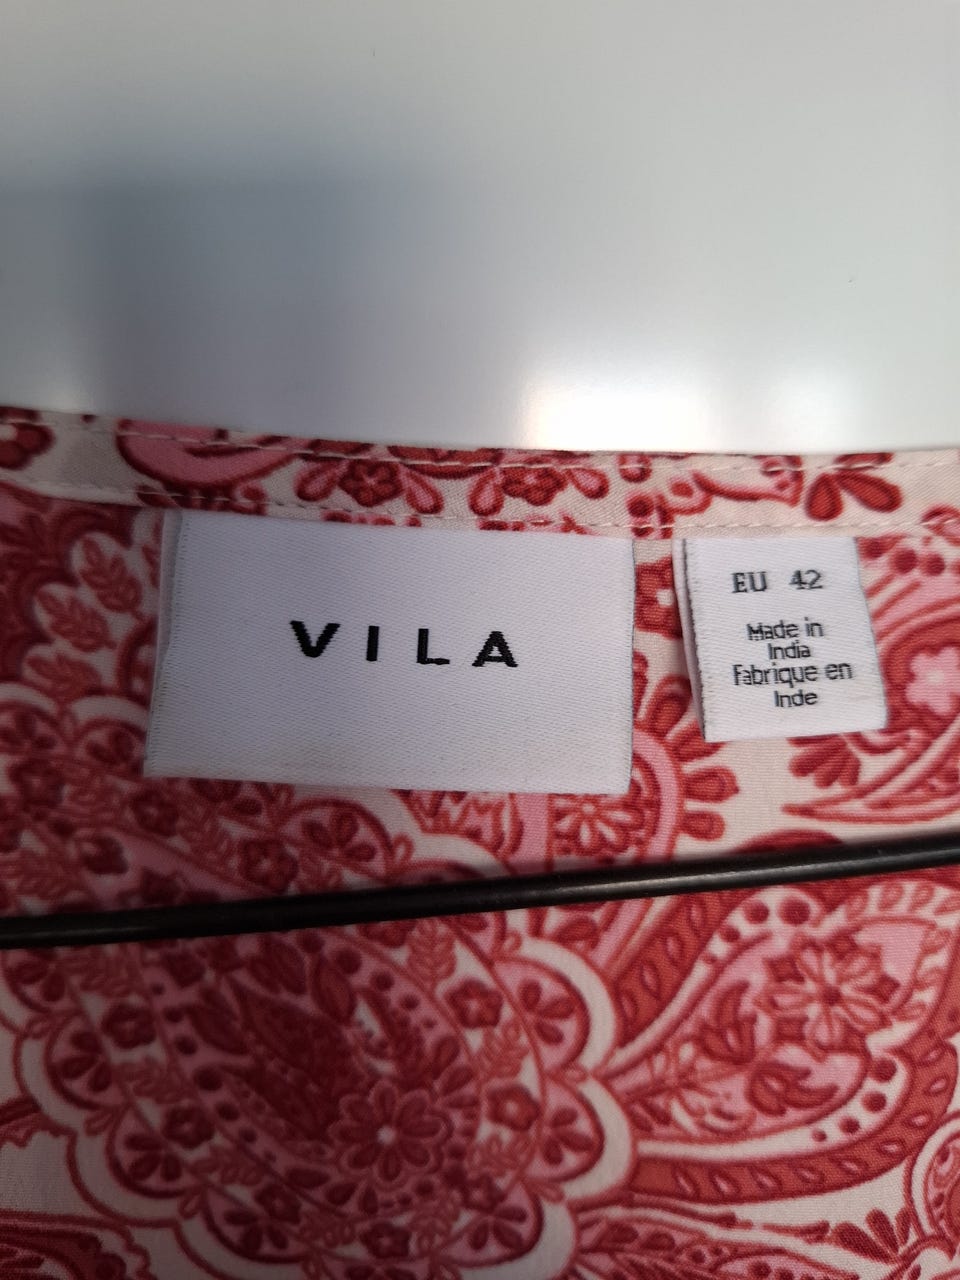 VILA
EU 42
Made in
India
Fabrique en
Inde